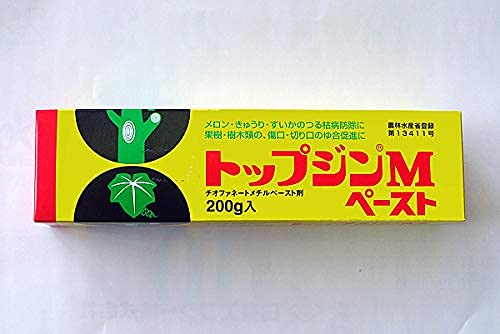 メロン・きゅうり・すいかのつる枯病防除に
果樹・樹木類の、傷口・切り口のゆ合促進に
農林水産省登録
第13411号
トップジンM®
ペースト
チオファネートメチルペースト剤
200g入